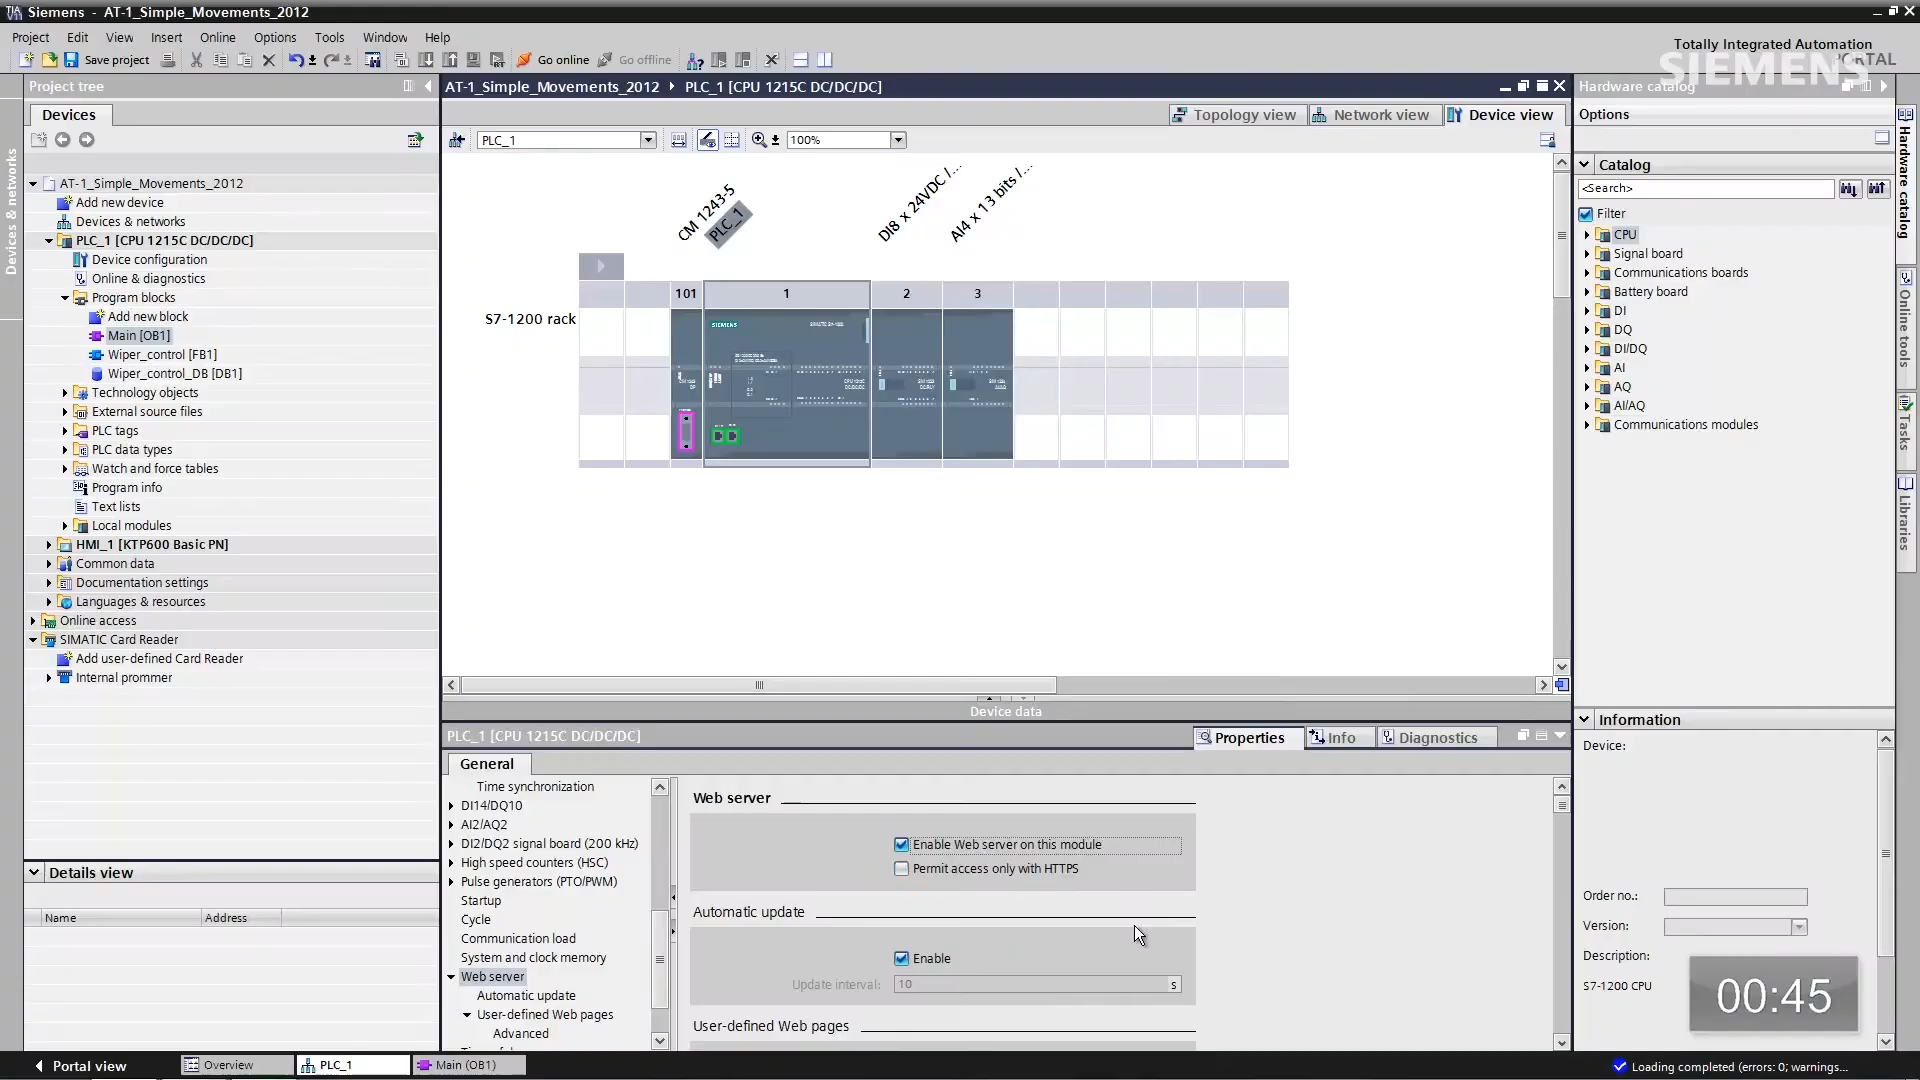 Siemens - AT-1_Simple_Movements_2012
Project Edit View Insert Online Options Tools Window Help
Totally Integrated Automation
PORTAL
SIEMENS
Save project
Go online
Go offline
Project tree
AT-1_Simple_Movements_2012 PLC_1 [CPU 1215C DC/DC/DC]
Hardware catalog
Devices
Topology view
Network view
Device view
Options
PLC_1
100%
Devices & networks
AT-1_Simple_Movements_2012
Add new device
Devices & networks
PLC_1 [CPU 1215C DC/DC/DC]
Device configuration
Online & diagnostics
Program blocks
Add new block
Main [OB1]
Wiper_control [FB1]
Wiper_control_DB [DB1]
Technology objects
External source files
PLC tags
PLC data types
Watch and force tables
Program info
Text lists
Local modules
HMI_1 [KTP600 Basic PN]
Common data
Documentation settings
Languages & resources
Online access
SIMATIC Card Reader
Add user-defined Card Reader
Internal prommer
Details view
Name Address
CM 1243-5
PLC_1
DI8 x 24VDC /...
AI4 x 13 bits /...
101 1 2 3
S7-1200 rack
SIEMENS
Device data
PLC_1 [CPU 1215C DC/DC/DC]
Properties
Info
Diagnostics
General
Time synchronization
DI14/DQ10
AI2/AQ2
DI2/DQ2 signal board (200 kHz)
High speed counters (HSC)
Pulse generators (PTO/PWM)
Startup
Cycle
Communication load
System and clock memory
Web server
Automatic update
User-defined Web pages
Advanced
Web server
Enable Web server on this module
Permit access only with HTTPS
Automatic update
Enable
Update interval: 10 s
User-defined Web pages
Catalog
<Search>
Filter
CPU
Signal board
Communications boards
Battery board
DI
DQ
DI/DQ
AI
AQ
AI/AQ
Communications modules
Information
Device:
Order no.:
Version:
Description:
S7-1200 CPU
00:45
Hardware catalog
Online tools
Tasks
Libraries
Portal view
Overview
PLC_1
Main (OB1)
Loading completed (errors: 0; warnings...